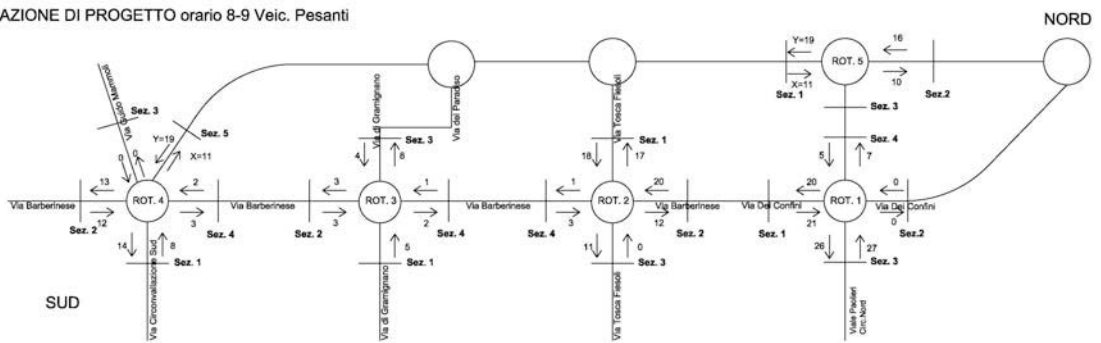 AZIONE DI PROGETTO orario 8-9 Veic. Pesanti
NORD
Y=19
X=11
Sez. 1
ROT. 5
16
10
Sez.2
Sez. 3
Sez. 4
5
7
Via Guido Mammoli
Sez. 3
0
0
Y=19
X=11
Sez. 5
Via di Gramignano
Via del Paradiso
Sez. 3
4
6
Via Tosca Fiesoli
Sez. 1
18
17
Via Barberinese
Sez. 2
13
12
ROT. 4
2
3
Sez. 4
Via Barberinese
3
3
Sez. 2
ROT. 3
1
2
Sez. 4
Via Barberinese
1
3
Sez. 4
ROT. 2
20
12
Via Barberinese
Sez. 2
Via Dei Confini
Sez. 1
20
21
ROT. 1
0
0
Via Dei Confini
Sez.2
14
8
Sez. 1
Via Circonvallazione Sud
5
Sez. 1
Via di Gramignano
11
0
Sez. 3
Via Tosca Fiesoli
26
27
Sez. 3
Viale Paolieri
Circ.Nord
SUD